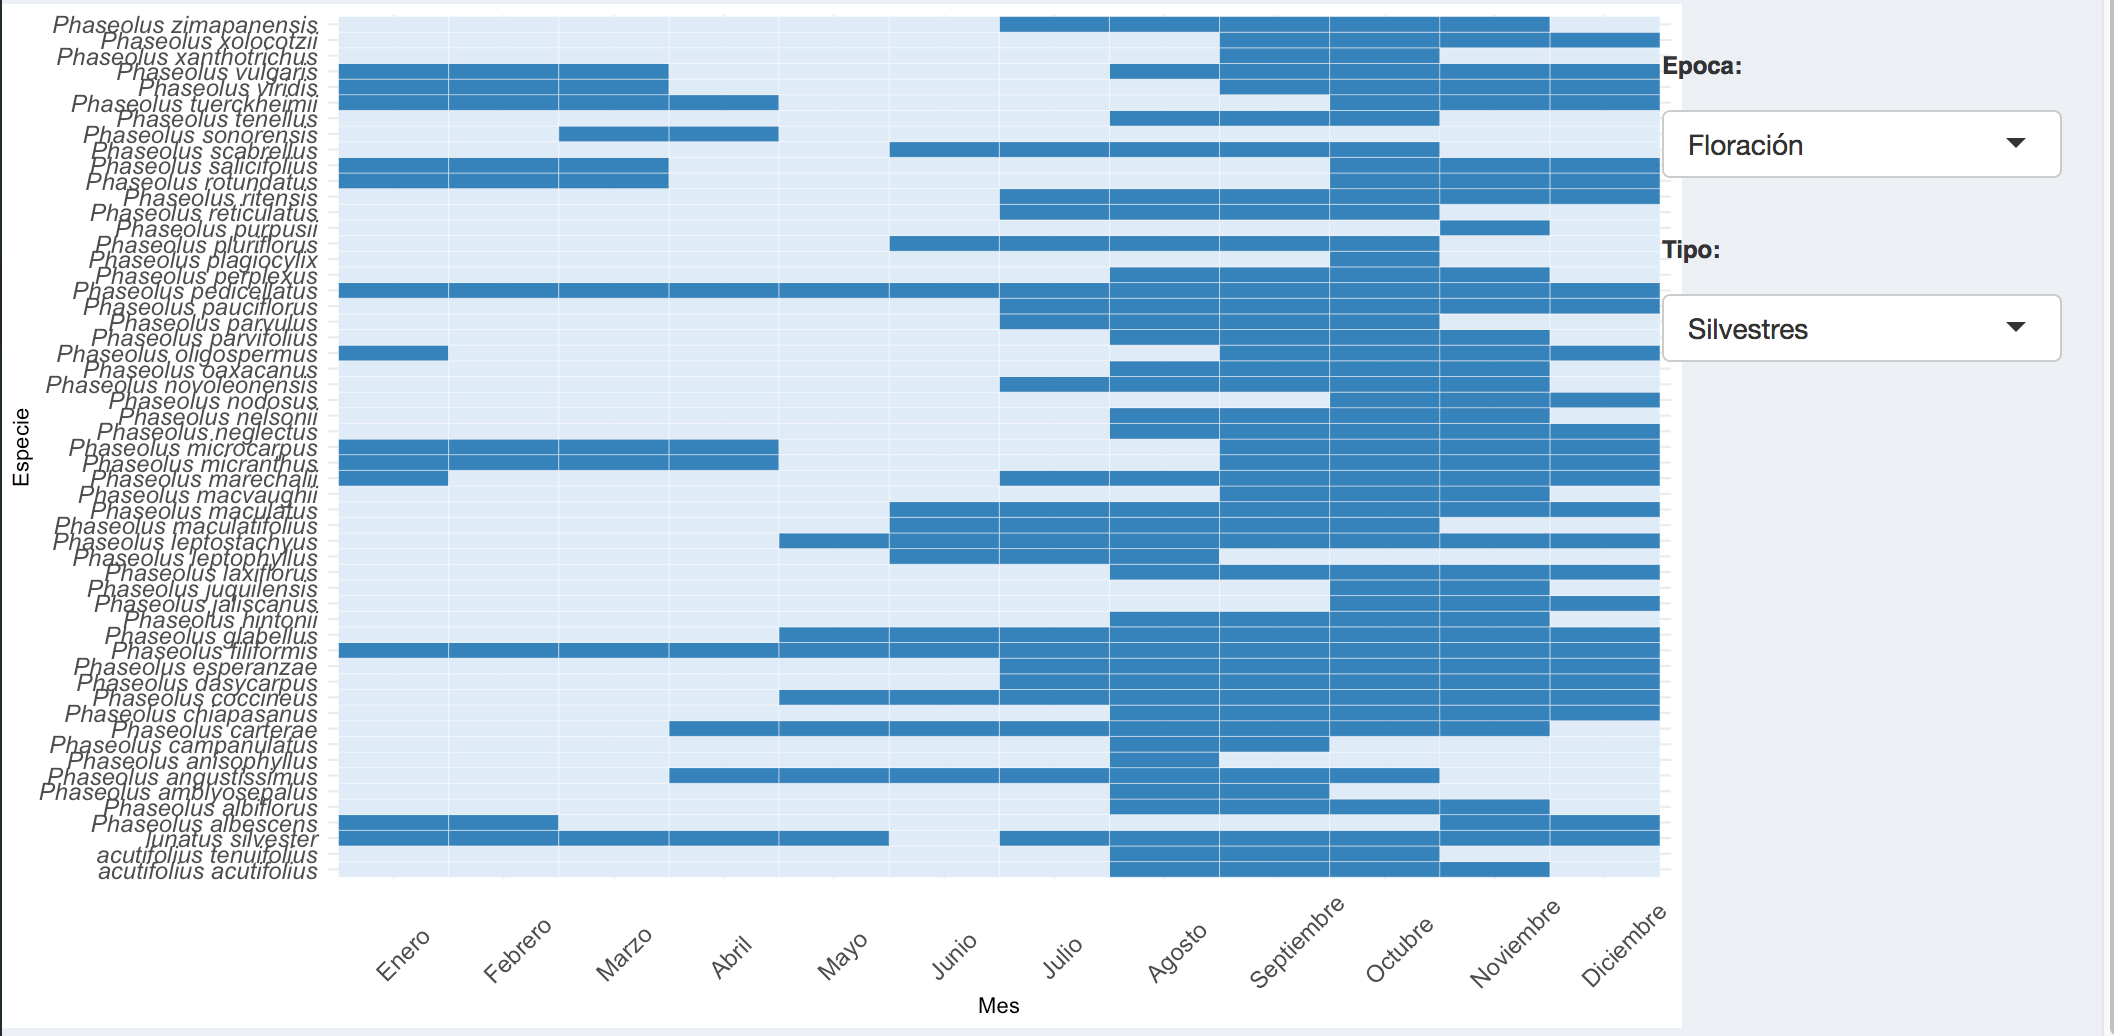 Phaseolus zimapanensis
Phaseolus xolocotzii
Phaseolus xanthotrichus
Phaseolus vulgaris
Phaseolus viridis
Phaseolus tuerckheimii
Phaseolus tenellus
Phaseolus sonorensis
Phaseolus scabrellus
Phaseolus salicifolius
Phaseolus rotundatus
Phaseolus ritensis
Phaseolus reticulatus
Phaseolus purpusii
Phaseolus pluriflorus
Phaseolus plagiocylix
Phaseolus perplexus
Phaseolus pedicellatus
Phaseolus pauciflorus
Phaseolus parvulus
Phaseolus parvifolius
Phaseolus oligospermus
Phaseolus oaxacanus
Phaseolus novoleonensis
Phaseolus nodosus
Phaseolus nelsonii
Phaseolus neglectus
Phaseolus microcarpus
Phaseolus micranthus
Phaseolus marechalii
Phaseolus macvaughii
Phaseolus maculatus
Phaseolus maculatifolius
Phaseolus leptostachyus
Phaseolus leptophyllus
Phaseolus laxiflorus
Phaseolus juquilensis
Phaseolus jaliscanus
Phaseolus hintonii
Phaseolus glabellus
Phaseolus filiformis
Phaseolus esperanzae
Phaseolus dasycarpus
Phaseolus coccineus
Phaseolus chiapasanus
Phaseolus carterae
Phaseolus campanulatus
Phaseolus anisophyllus
Phaseolus angustissimus
Phaseolus amblyosepalus
Phaseolus albiflorus
Phaseolus albescens
lunatus silvester
acutifolius tenuifolius
acutifolius acutifolius
Especie
Enero
Febrero
Marzo
Abril
Mayo
Junio
Julio
Agosto
Septiembre
Octubre
Noviembre
Diciembre
Mes
Epoca:
Floración
Tipo:
Silvestres